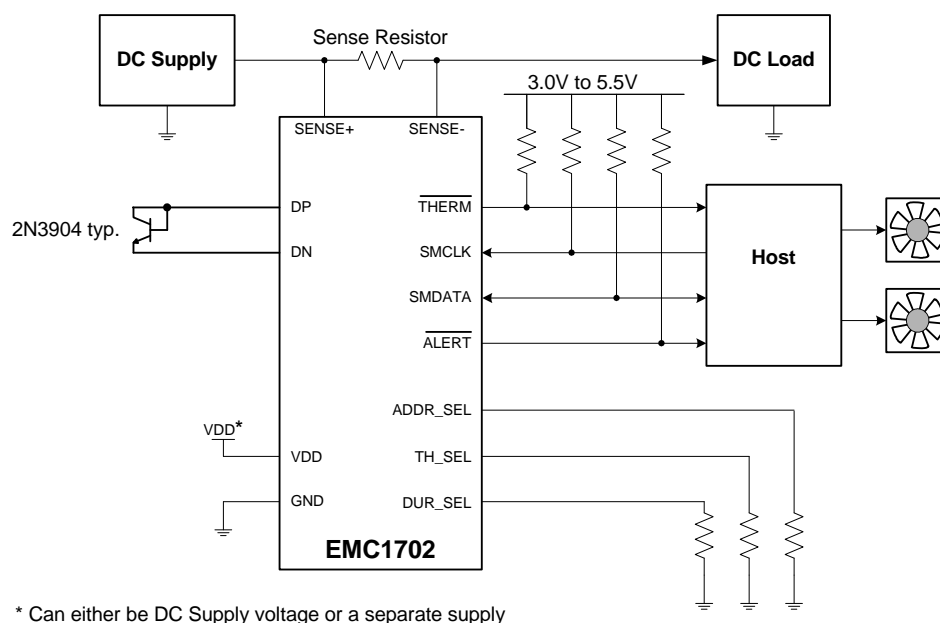 Sense Resistor
DC Supply
DC Load
3.0V to 5.5V
SENSE+
SENSE-
DP
THERM
2N3904 typ.
DN
SMCLK
Host
SMDATA
ALERT
ADDR_SEL
VDD*
VDD
TH_SEL
GND
DUR_SEL
EMC1702
* Can either be DC Supply voltage or a separate supply